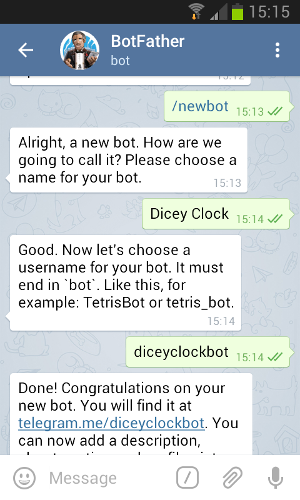 15:15
BotFather
bot
15:12
/newbot
15:13
Alright, a new bot. How are we
going to call it? Please choose a
name for your bot.
15:13
Dicey Clock
15:14
Good. Now let's choose a
username for your bot. It must
end in `bot`. Like this, for
example: TetrisBot or tetris_bot.
15:14
diceyclockbot
15:14
Done! Congratulations on your
new bot. You will find it at
telegram.me/diceyclockbot. You
can now add a description,
Message